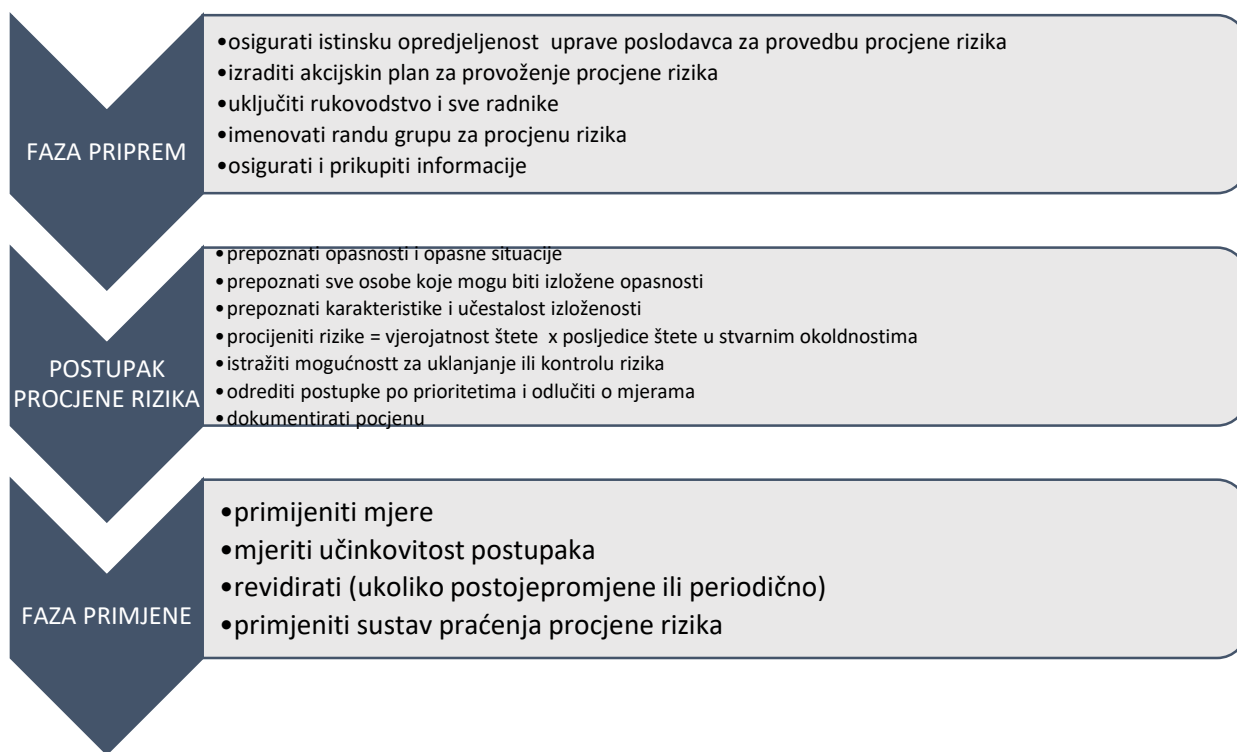 FAZA PRIPREM
•osigurati istinsku opredjeljenost  uprave poslodavca za provedbu procjene rizika
•izraditi akcijskin plan za provoženje procjene rizika
•uključiti rukovodstvo i sve radnike
•imenovati randu grupu za procjenu rizika
•osigurati i prikupiti informacije
POSTUPAK
PROCJENE RIZIKA
•prepoznati opasnosti i opasne situacije
•prepoznati sve osobe koje mogu biti izložene opasnosti
•prepoznati karakteristike i učestalost izloženosti
•procijeniti rizike = vjerojatnost štete  x posljedice štete u stvarnim okoldnostima
•istražiti mogućnostt za uklanjanje ili kontrolu rizika
•odrediti postupke po prioritetima i odlučiti o mjerama
•dokumentirati pocjenu
FAZA PRIMJENE
•primijeniti mjere
•mjeriti učinkovitost postupaka
•revidirati (ukoliko postojepromjene ili periodično)
•primjeniti sustav praćenja procjene rizika